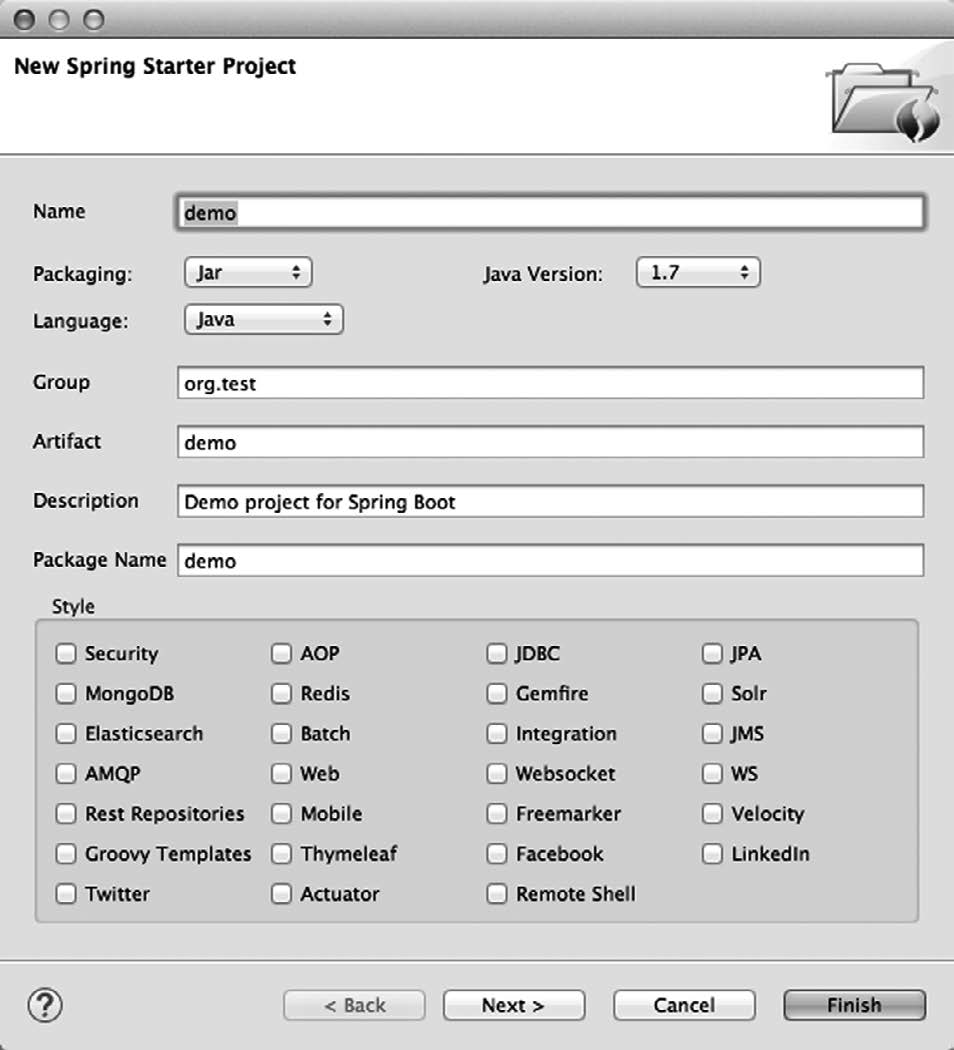 New Spring Starter Project
Name demo
Packaging: Jar Java Version: 1.7
Language: Java
Group org.test
Artifact demo
Description Demo project for Spring Boot
Package Name demo
Style
Security AOP JDBC JPA
MongoDB Redis Gemfire Solr
Elasticsearch Batch Integration JMS
AMQP Web Websocket WS
Rest Repositories Mobile Freemarker Velocity
Groovy Templates Thymeleaf Facebook LinkedIn
Twitter Actuator Remote Shell
? < Back Next > Cancel Finish